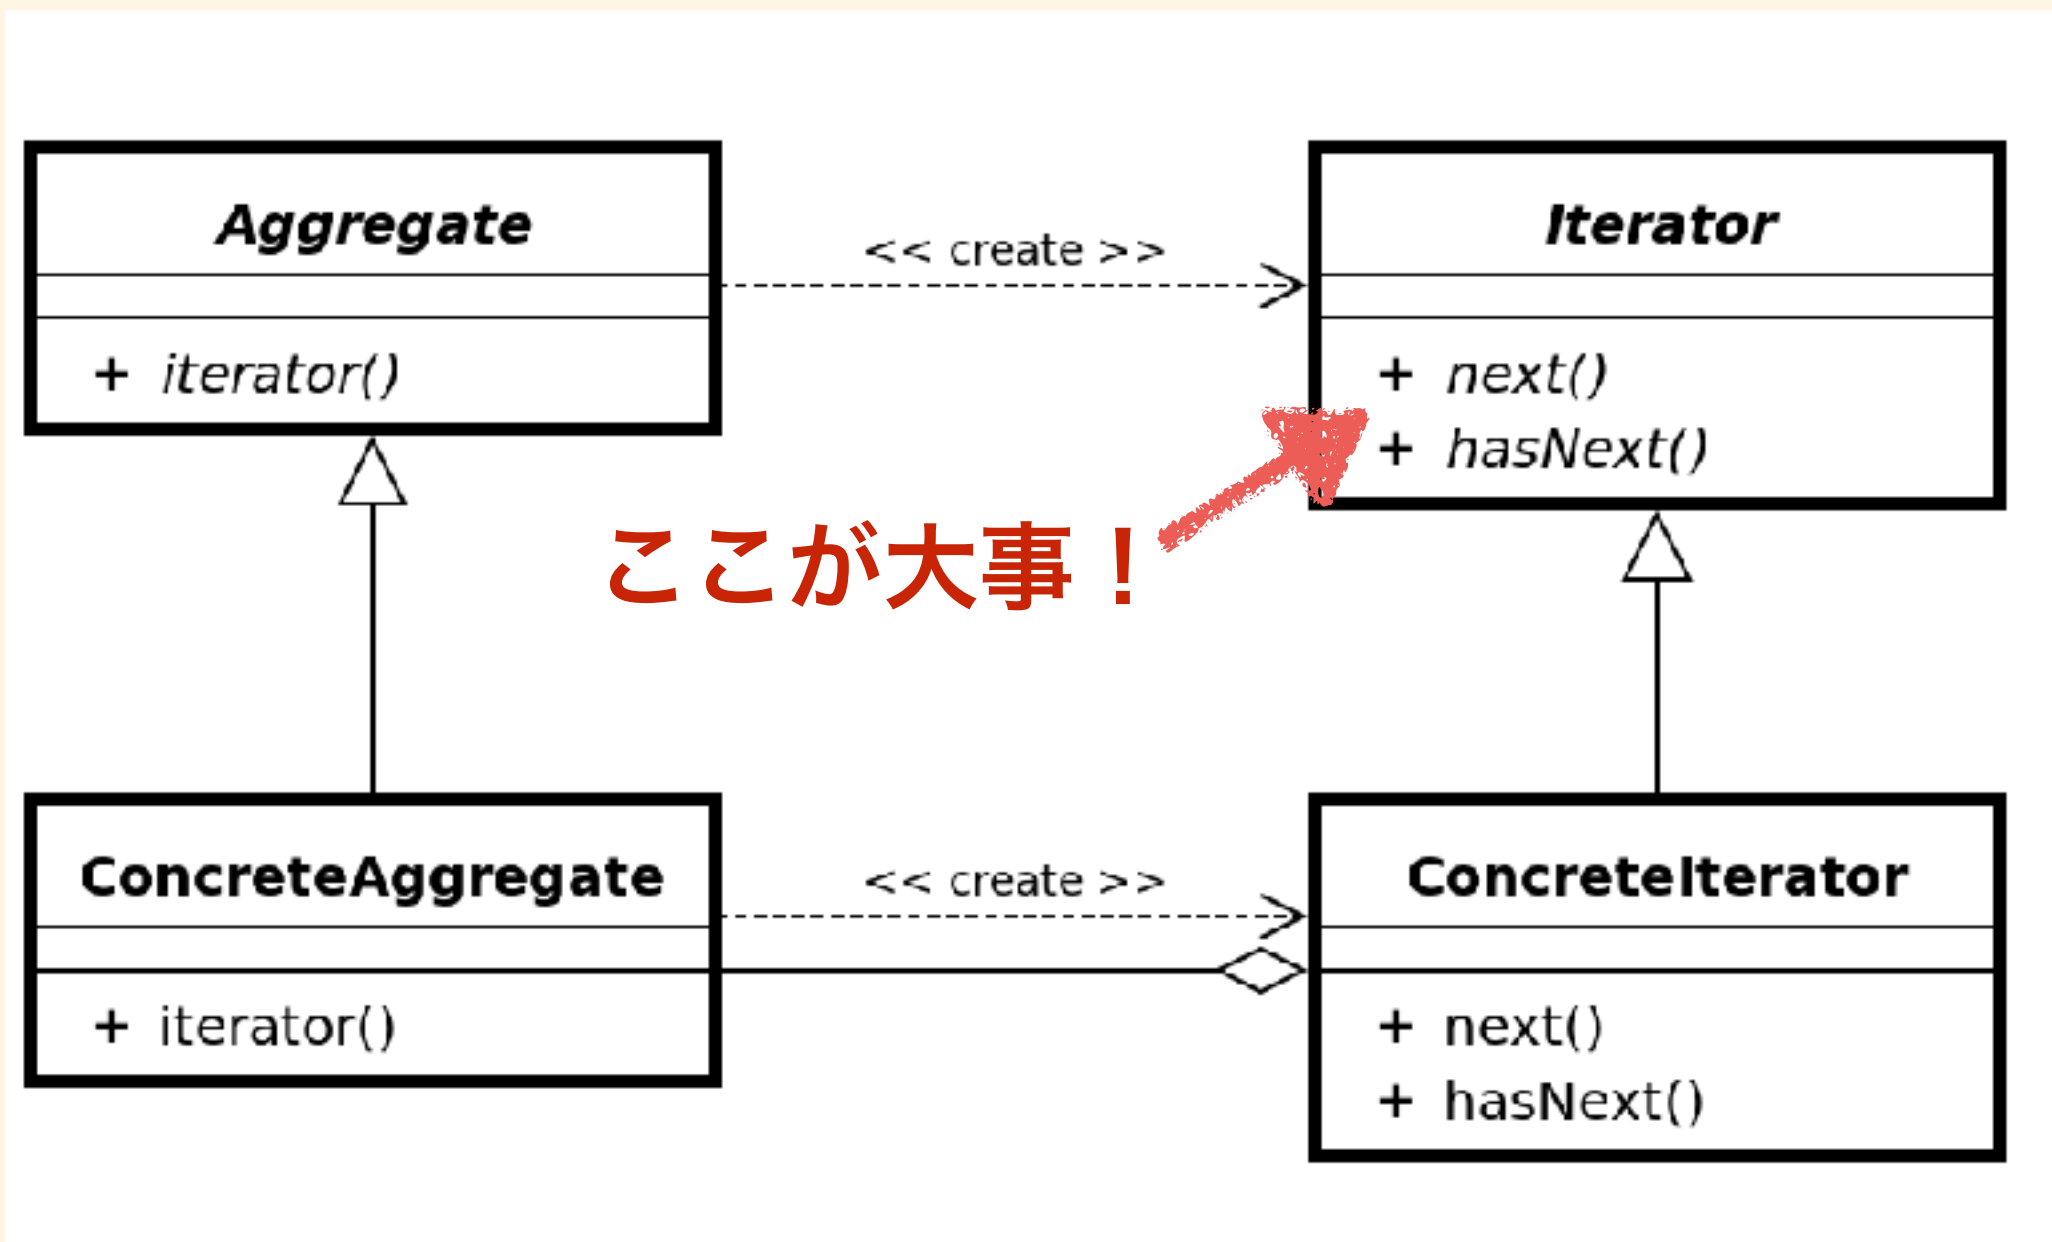 Aggregate
+ iterator()
<< create >>
Iterator
+ next()
+ hasNext()
ここが大事！
ConcreteAggregate
+ iterator()
<< create >>
ConcreteIterator
+ next()
+ hasNext()